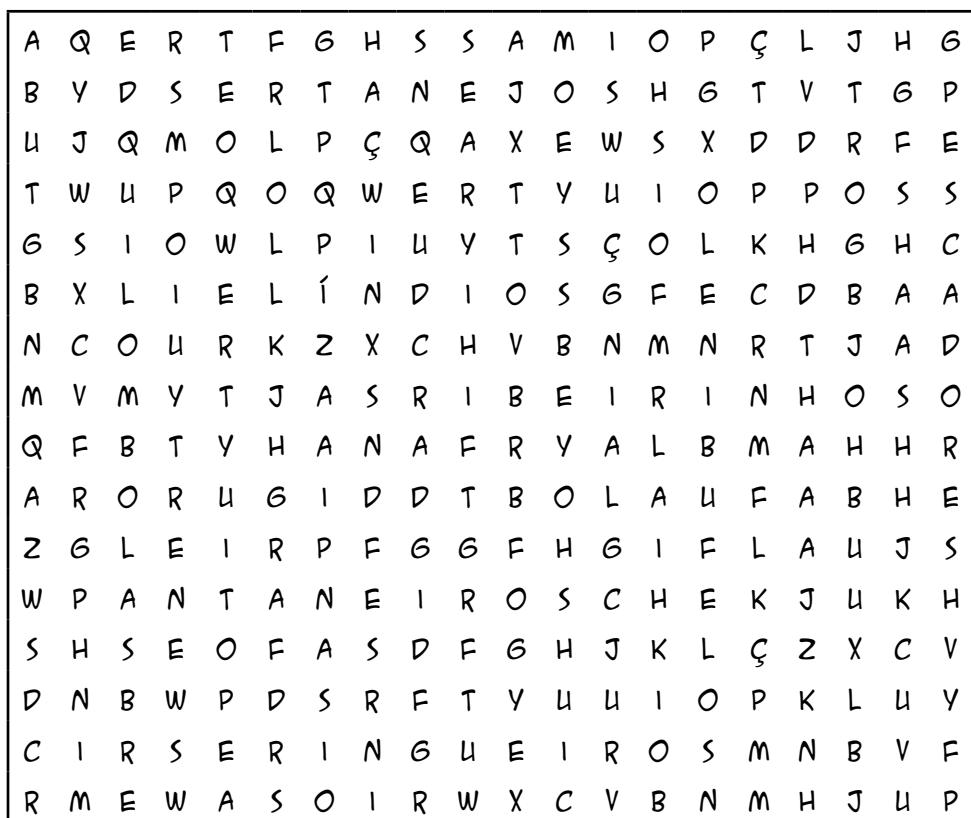 A Q E R T F G H S S A M I O P Ç L J H G
B Y D S E R T A N E J O S H G T V T G P
U J Q M O L P Ç Q A X E W S X D D R F E
T W U P Q O Q W E R T Y U I O P P O S S
G S I O W L P I U Y T S Ç O L K H G H C
B X L I E L Í N D I O S G F E C D B A A
N C O U R K Z X C H V B N M N R T J A D
M V M Y T J A S R I B E I R I N H O S O
Q F B T Y H A N A F R Y A L B M A H H R
A R O R U G I D D T B O L A U F A B H E
Z G L E I R P F G G F H G I F L A U J S
W P A N T A N E I R O S C H E K J U K H
S H S E O F A S D F G H J K L Ç Z X C V
D N B W P D S R F T Y U U I O P K L U Y
C I R S E R I N G U E I R O S M N B V F
R M E W A S O I R W X C V B N M H J U P